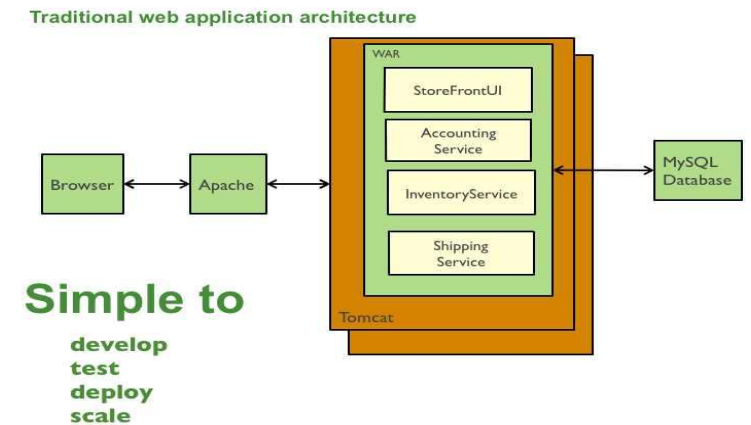 Traditional web application architecture
WAR
StoreFrontUI
Accounting
Service
InventoryService
Shipping
Service
Tomcat
Browser
Apache
MySQL
Database
Simple to
develop
test
deploy
scale